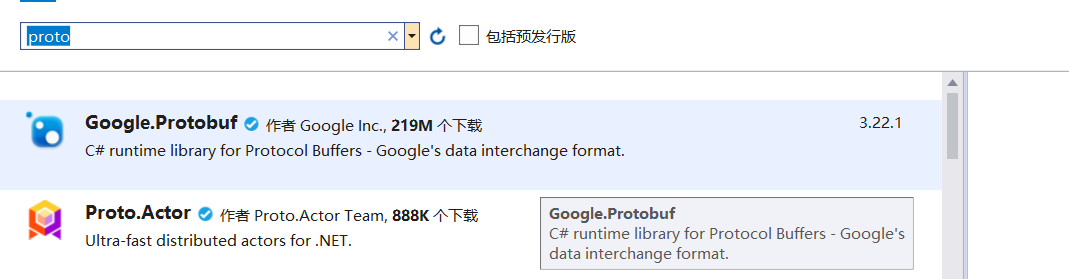 proto
包括预发行版
Google.Protobuf 作者 Google Inc., 219M 个下载 3.22.1
C# runtime library for Protocol Buffers - Google's data interchange format.
Proto.Actor 作者 Proto.Actor Team, 888K 个下载
Ultra-fast distributed actors for .NET.
Google.Protobuf
C# runtime library for Protocol Buffers - Google's
data interchange format.